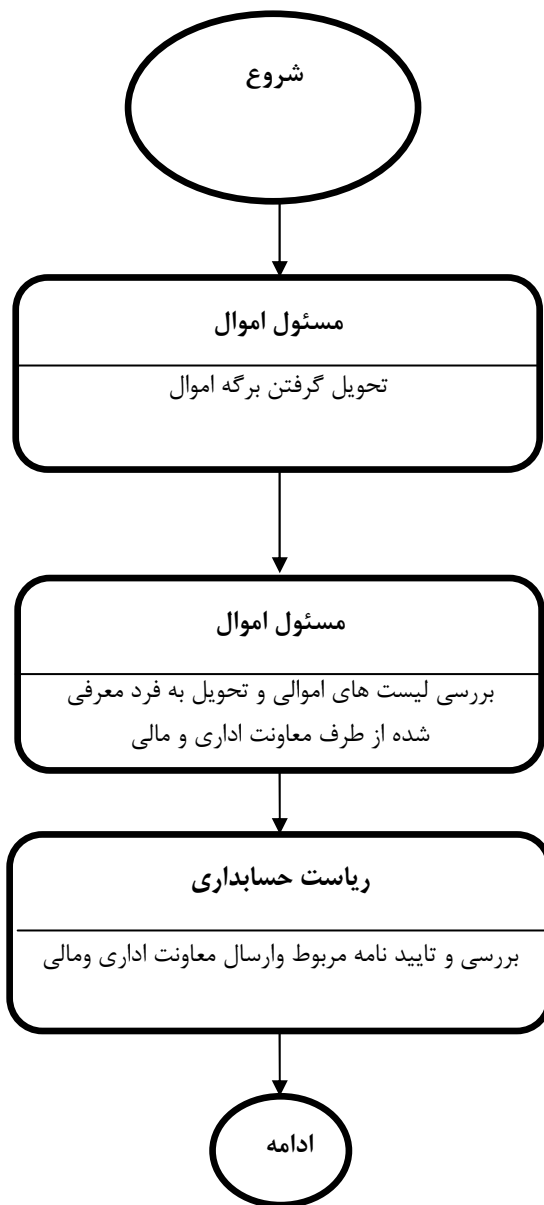 شروع
مسئول اموال
تحویل گرفتن برگه اموال
مسئول اموال
بررسی لیست های اموالی و تحویل به فرد معرفی
شده از طرف معاونت اداری و مالی
ریاست حسابداری
بررسی و تایید نامه مربوط وارسال معاونت اداری ومالی
ادامه